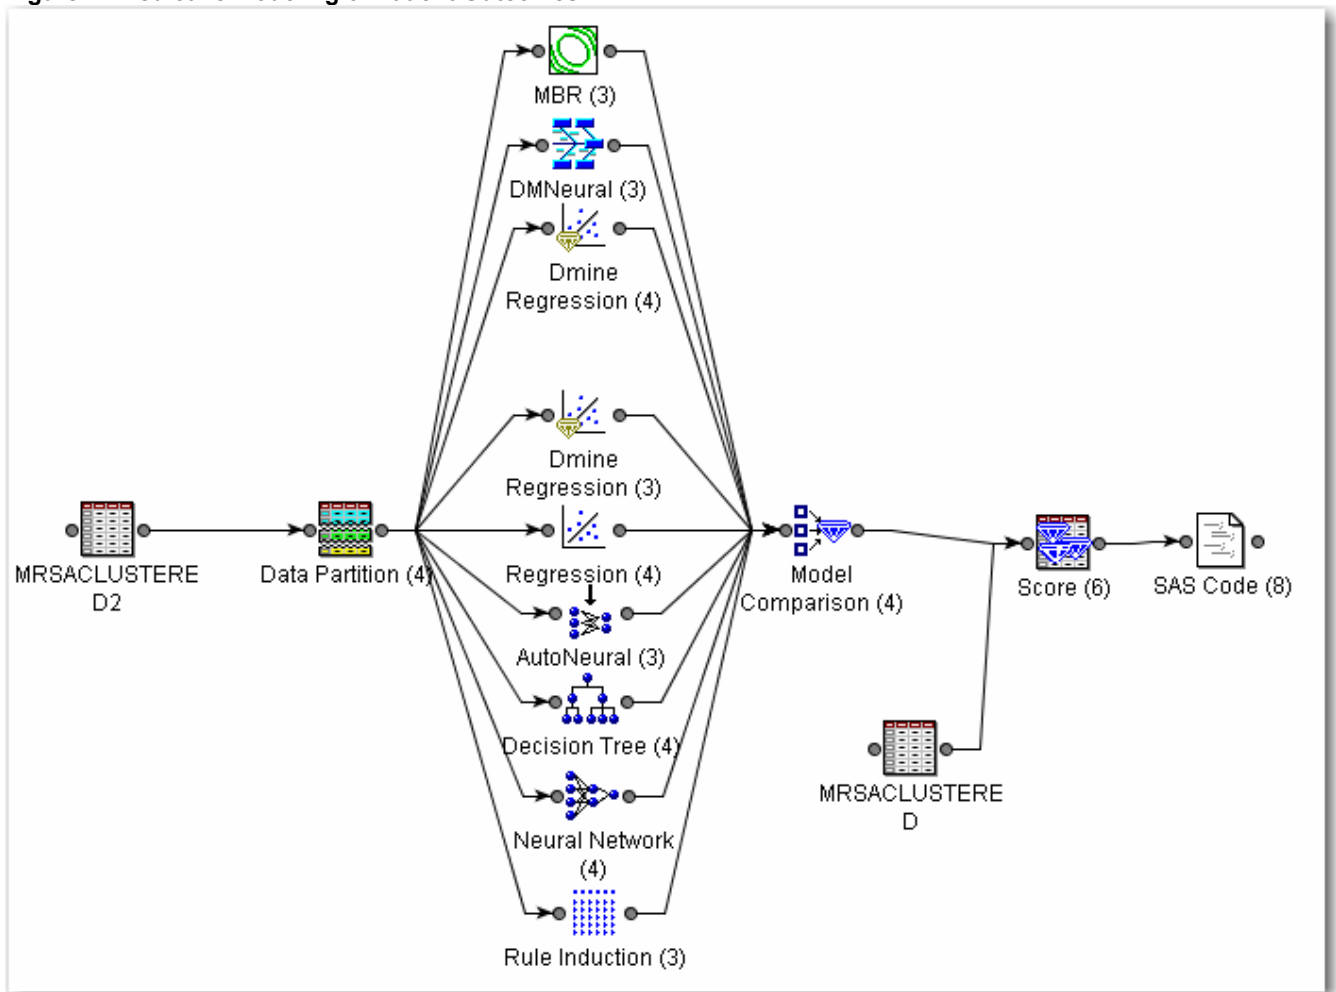 MBR (3)
DMNeural (3)
Dmine
Regression (4)
Dmine
Regression (3)
MRSACLUSTERE
D2
Data Partition (4)
Regression (4)
Model
Comparison (4)
Score (6)
SAS Code (8)
AutoNeural (3)
Decision Tree (4)
MRSACLUSTERE
D
Neural Network
(4)
Rule Induction (3)